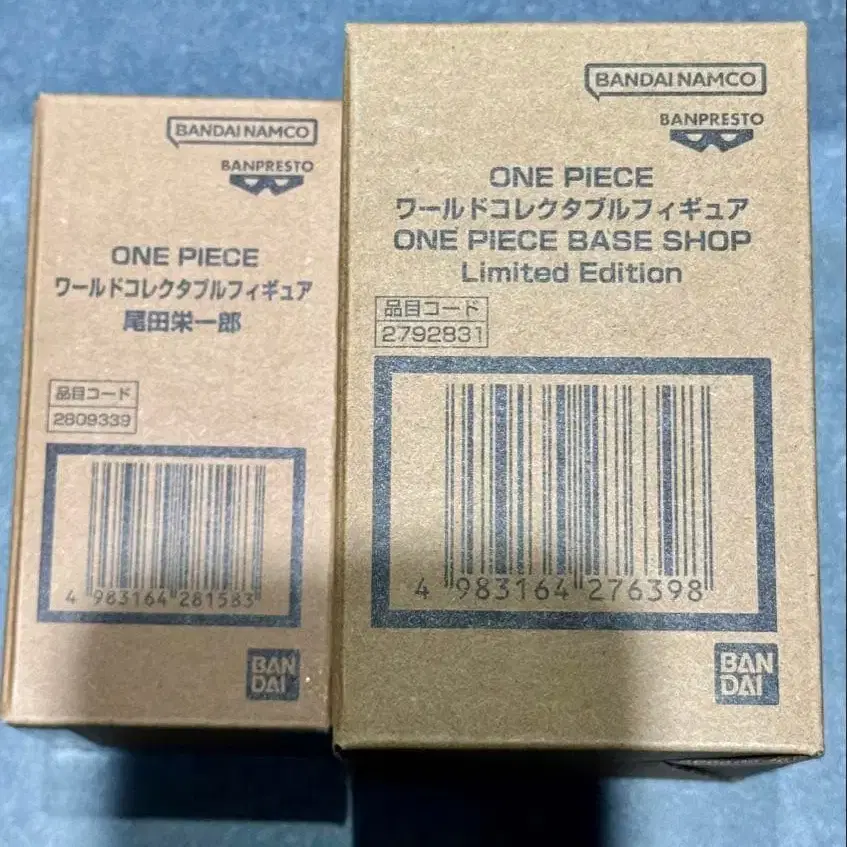 BANDAI NAMCO
BANPRESTO
ONE PIECE
ワールドコレクタブルフィギュア
尾田栄一郎
品目コード
2809339
4 983164 281583
BAN
DAI
BANDAI NAMCO
BANPRESTO
ONE PIECE
ワールドコレクタブルフィギュア
ONE PIECE BASE SHOP
Limited Edition
品目コード
2792831
4 983164 276398
BAN
DAI